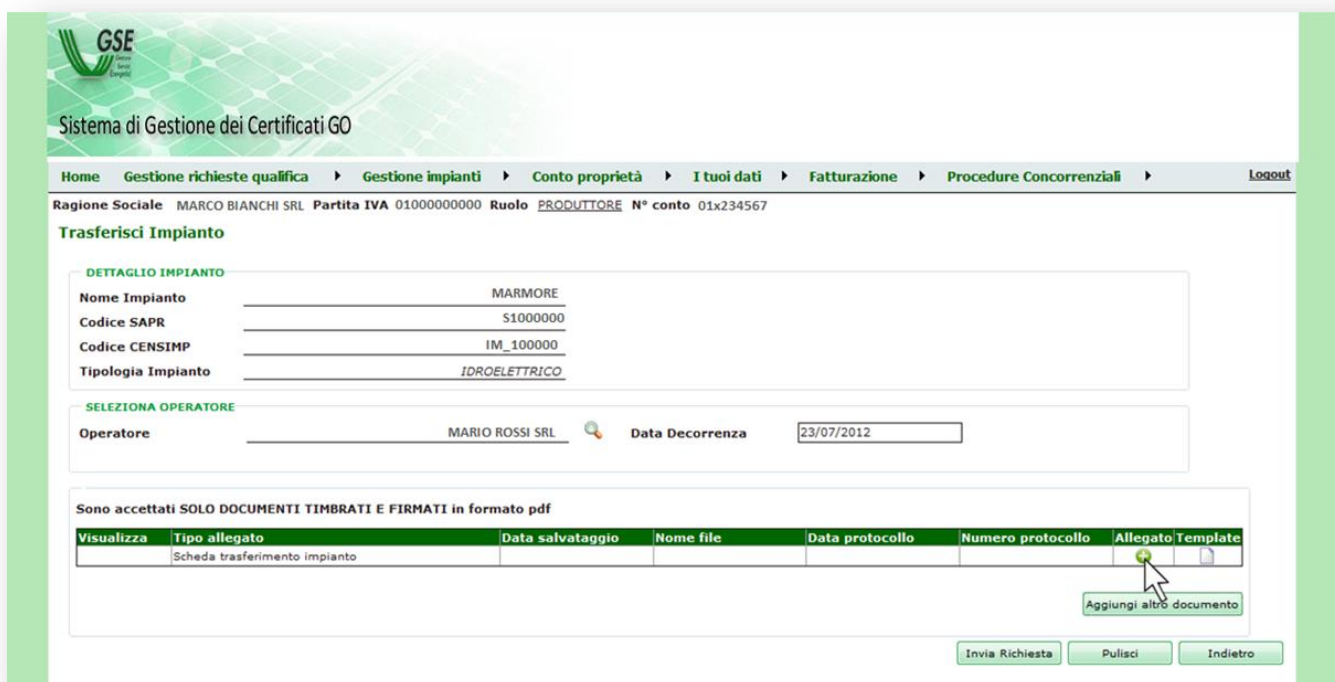 GSE
Gestore
Servizi
Energetici
Sistema di Gestione dei Certificati GO
Home Gestione richieste qualifica Gestione impianti Conto proprietà I tuoi dati Fatturazione Procedure Concorrenziali Logout
Ragione Sociale MARCO BIANCHI SRL Partita IVA 01000000000 Ruolo PRODUTTORE N° conto 01x234567
Trasferisci Impianto
DETTAGLIO IMPIANTO
Nome Impianto MARMORE
Codice SAPR S1000000
Codice CENSIMP IM_100000
Tipologia Impianto IDROELETTRICO
SELEZIONA OPERATORE
Operatore MARIO ROSSI SRL Data Decorrenza 23/07/2012
Sono accettati SOLO DOCUMENTI TIMBRATI E FIRMATI in formato pdf
Visualizza Tipo allegato Data salvataggio Nome file Data protocollo Numero protocollo Allegato Template
Scheda trasferimento impianto
Aggiungi altro documento
Invia Richiesta Pulisci Indietro